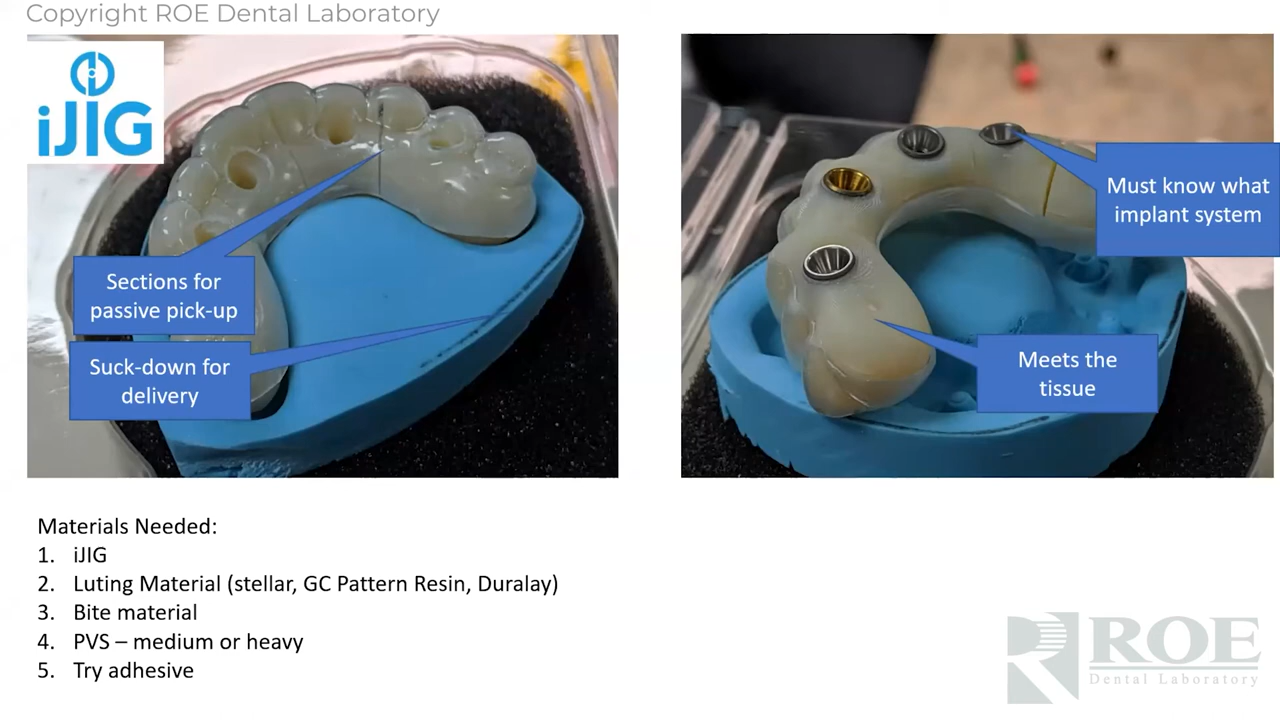 Copyright ROE Dental Laboratory
iJIG
Sections for
passive pick-up
Suck-down for
delivery
Must know what
implant system
Meets the
tissue
Materials Needed:
1. iJIG
2. Luting Material (stellar, GC Pattern Resin, Duralay)
3. Bite material
4. PVS – medium or heavy
5. Try adhesive
ROE
Dental Laboratory